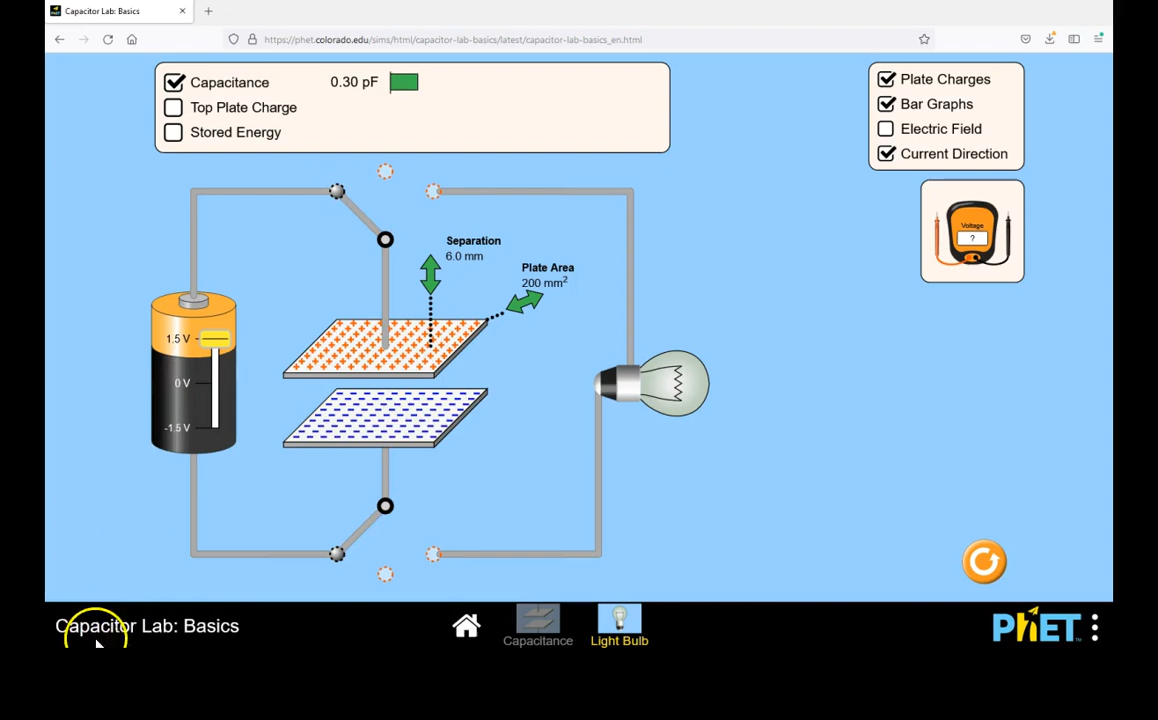 Capacitor Lab: Basics
https://phet.colorado.edu/sims/html/capacitor-lab-basics/latest/capacitor-lab-basics_en.html
Capacitance 0.30 pF
Top Plate Charge
Stored Energy
Plate Charges
Bar Graphs
Electric Field
Current Direction
Voltage
?
Separation
6.0 mm
Plate Area
200 mm²
1.5 V
0 V
-1.5 V
Capacitor Lab: Basics
Capacitance
Light Bulb
PhET